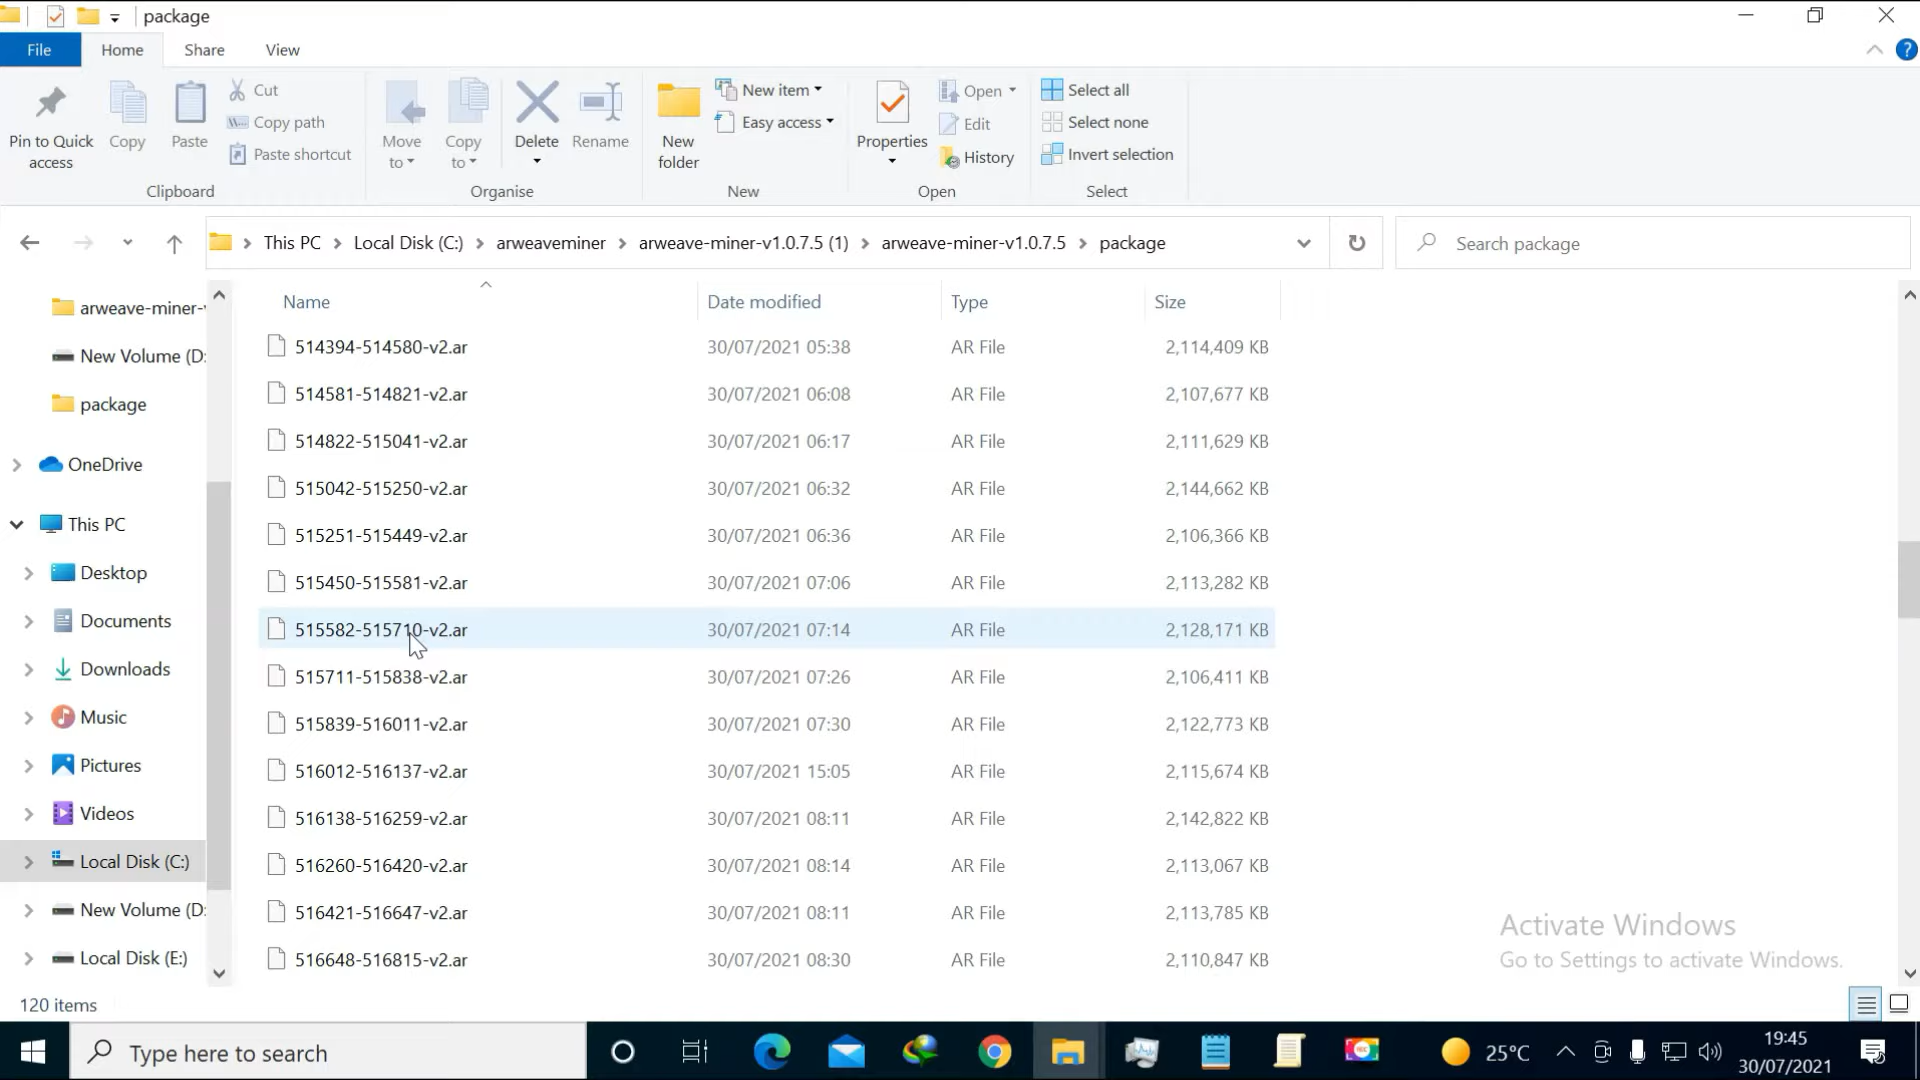 package
File Home Share View
Pin to Quick access
Copy
Paste
Cut
Copy path
Paste shortcut
Clipboard
Move to
Copy to
Delete
Rename
Organise
New folder
New item
Easy access
New
Properties
Open
Edit
History
Open
Select all
Select none
Invert selection
Select
This PC > Local Disk (C:) > arweaveminer > arweave-miner-v1.0.7.5 (1) > arweave-miner-v1.0.7.5 > package
Search package
arweave-miner-v
New Volume (D:
package
OneDrive
This PC
Desktop
Documents
Downloads
Music
Pictures
Videos
Local Disk (C:)
New Volume (D:
Local Disk (E:)
Name Date modified Type Size
514394-514580-v2.ar 30/07/2021 05:38 AR File 2,114,409 KB
514581-514821-v2.ar 30/07/2021 06:08 AR File 2,107,677 KB
514822-515041-v2.ar 30/07/2021 06:17 AR File 2,111,629 KB
515042-515250-v2.ar 30/07/2021 06:32 AR File 2,144,662 KB
515251-515449-v2.ar 30/07/2021 06:36 AR File 2,106,366 KB
515450-515581-v2.ar 30/07/2021 07:06 AR File 2,113,282 KB
515582-515710-v2.ar 30/07/2021 07:14 AR File 2,128,171 KB
515711-515838-v2.ar 30/07/2021 07:26 AR File 2,106,411 KB
515839-516011-v2.ar 30/07/2021 07:30 AR File 2,122,773 KB
516012-516137-v2.ar 30/07/2021 15:05 AR File 2,115,674 KB
516138-516259-v2.ar 30/07/2021 08:11 AR File 2,142,822 KB
516260-516420-v2.ar 30/07/2021 08:14 AR File 2,113,067 KB
516421-516647-v2.ar 30/07/2021 08:11 AR File 2,113,785 KB
516648-516815-v2.ar 30/07/2021 08:30 AR File 2,110,847 KB
Activate Windows
Go to Settings to activate Windows.
120 items
Type here to search
25°C
19:45
30/07/2021